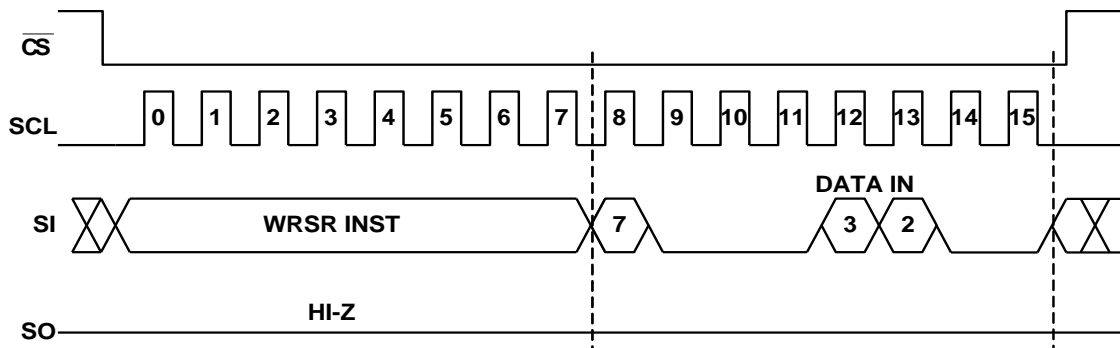 CS
SCL 0 1 2 3 4 5 6 7 8 9 10 11 12 13 14 15
DATA IN
SI WRSR INST 7 3 2
HI-Z
SO